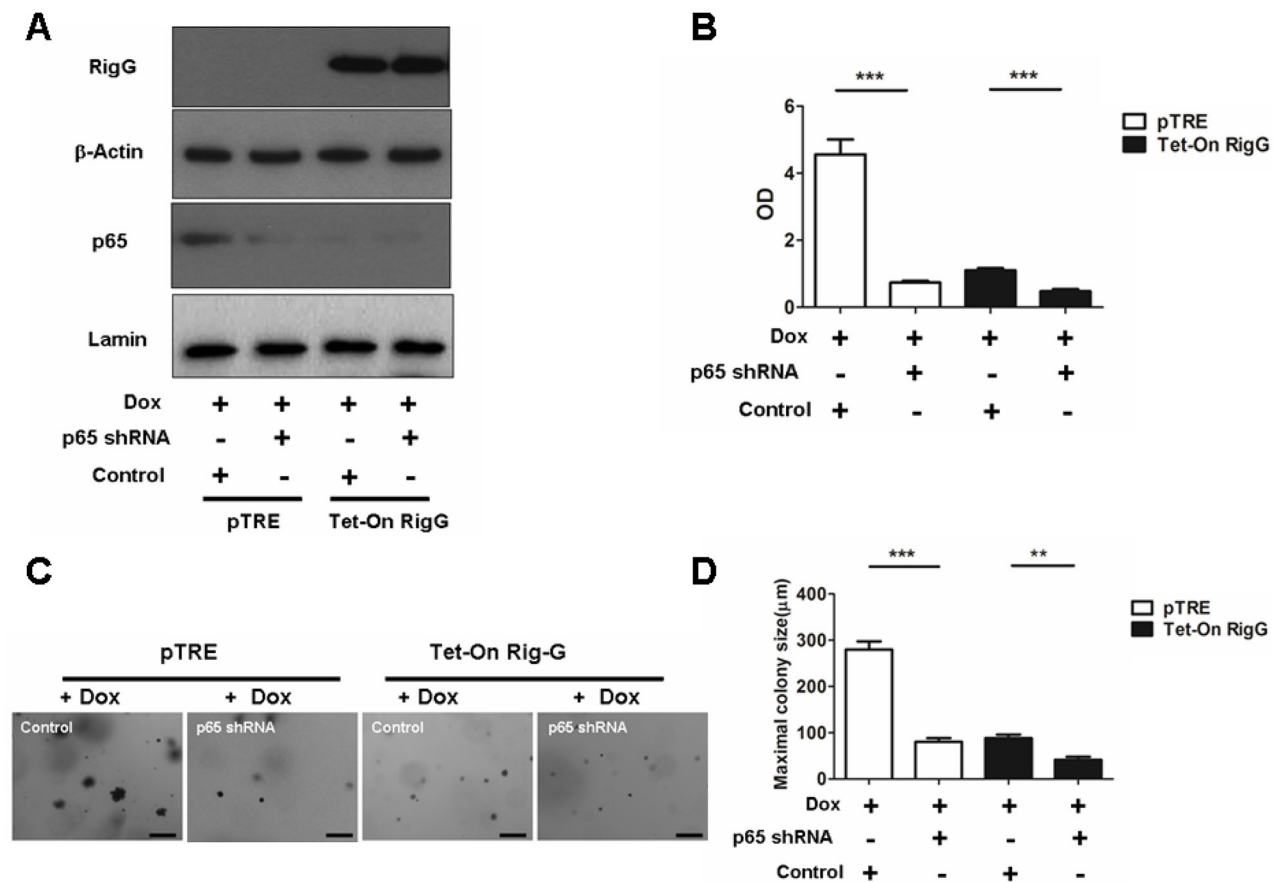 A
RigG
β-Actin
p65
Lamin
Dox + + + +
p65 shRNA - + - +
Control + - + -
pTRE Tet-On RigG
B
*** ***
6
4
2
0
OD
pTRE
Tet-On RigG
Dox + + + +
p65 shRNA - + - +
Control + - + -
C
pTRE Tet-On Rig-G
+ Dox + Dox + Dox + Dox
Control p65 shRNA Control p65 shRNA
D
*** **
400
300
200
100
0
Maximal colony size(μm)
pTRE
Tet-On RigG
Dox + + + +
p65 shRNA - + - +
Control + - + -